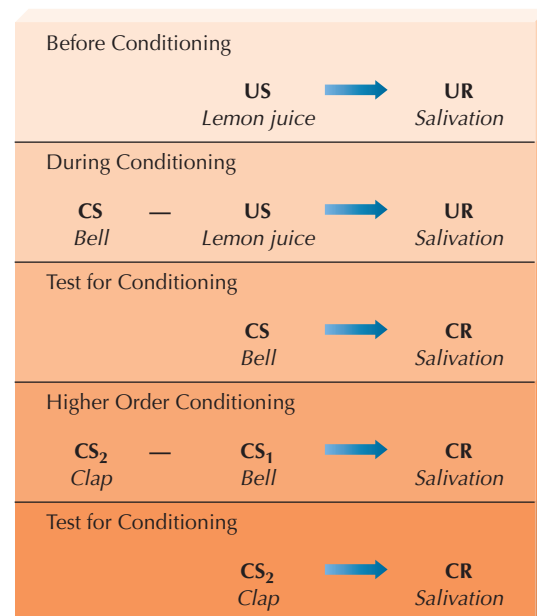 Before Conditioning
US UR
Lemon juice Salivation
During Conditioning
CS — US UR
Bell Lemon juice Salivation
Test for Conditioning
CS CR
Bell Salivation
Higher Order Conditioning
CS₂ — CS₁ CR
Clap Bell Salivation
Test for Conditioning
CS₂ CR
Clap Salivation